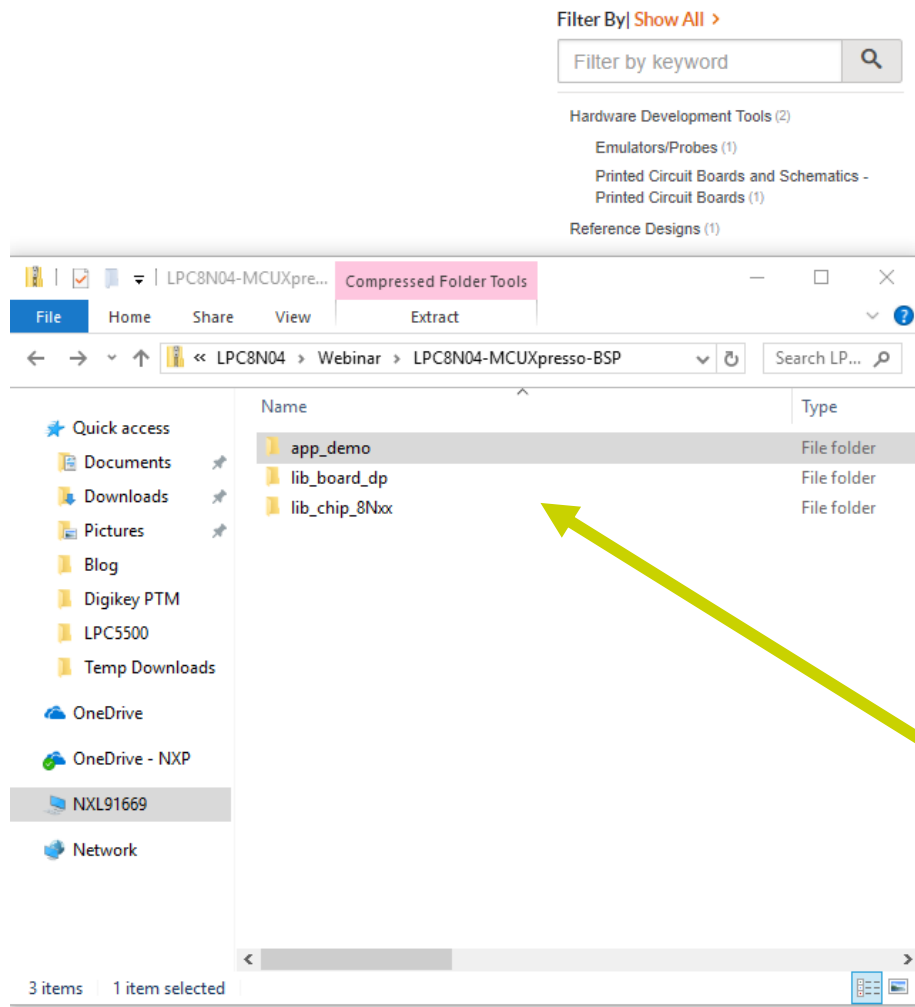 Filter By| Show All >
Filter by keyword
Hardware Development Tools (2)
Emulators/Probes (1)
Printed Circuit Boards and Schematics -
Printed Circuit Boards (1)
Reference Designs (1)
LPC8N04-MCUXpre... Compressed Folder Tools
File Home Share View Extract
« LPC8N04 > Webinar > LPC8N04-MCUXpresso-BSP Search LP...
Name Type
Quick access
Documents
Downloads
Pictures
Blog
Digikey PTM
LPC5500
Temp Downloads
OneDrive
OneDrive - NXP
NXL91669
Network
app_demo File folder
lib_board_dp File folder
lib_chip_8Nxx File folder
3 items 1 item selected